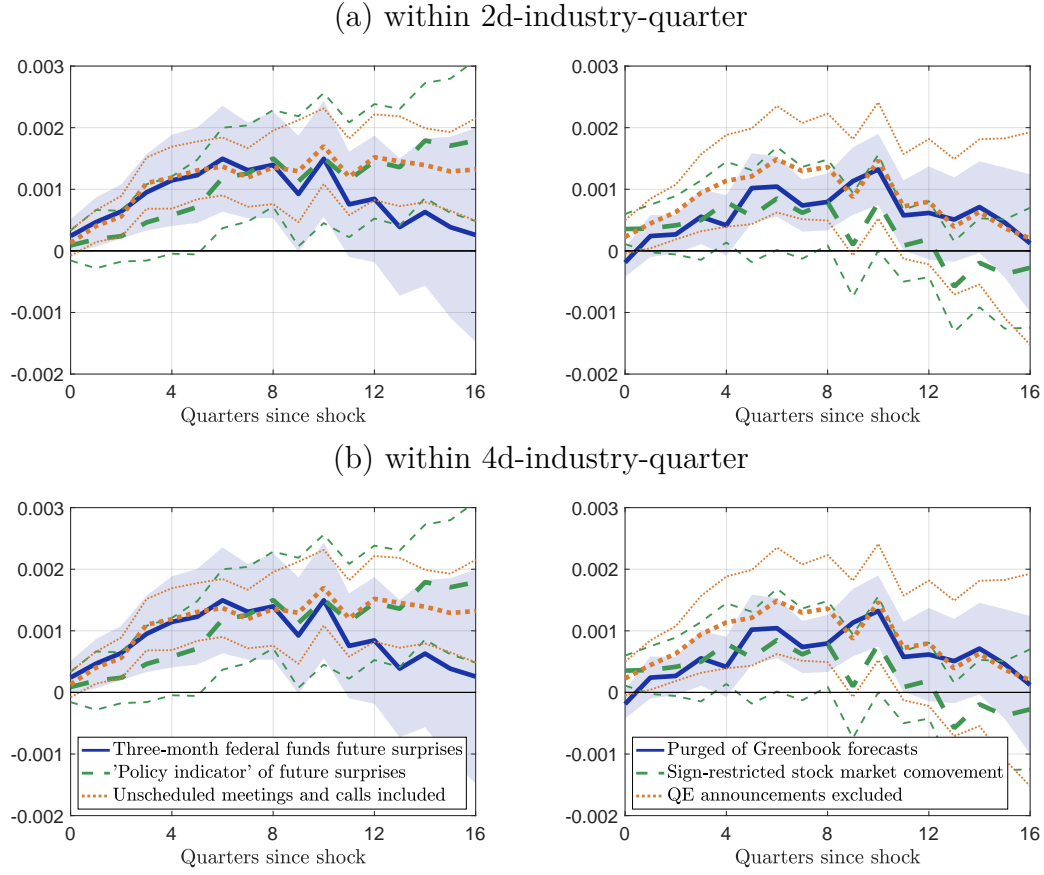 (a) within 2d-industry-quarter
0.003
0.002
0.001
0
-0.001
-0.002
0 4 8 12 16
Quarters since shock
0.003
0.002
0.001
0
-0.001
-0.002
0 4 8 12 16
Quarters since shock
(b) within 4d-industry-quarter
0.003
0.002
0.001
0
-0.001
-0.002
Three-month federal funds future surprises
'Policy indicator' of future surprises
Unscheduled meetings and calls included
0 4 8 12 16
Quarters since shock
0.003
0.002
0.001
0
-0.001
-0.002
Purged of Greenbook forecasts
Sign-restricted stock market comovement
QE announcements excluded
0 4 8 12 16
Quarters since shock